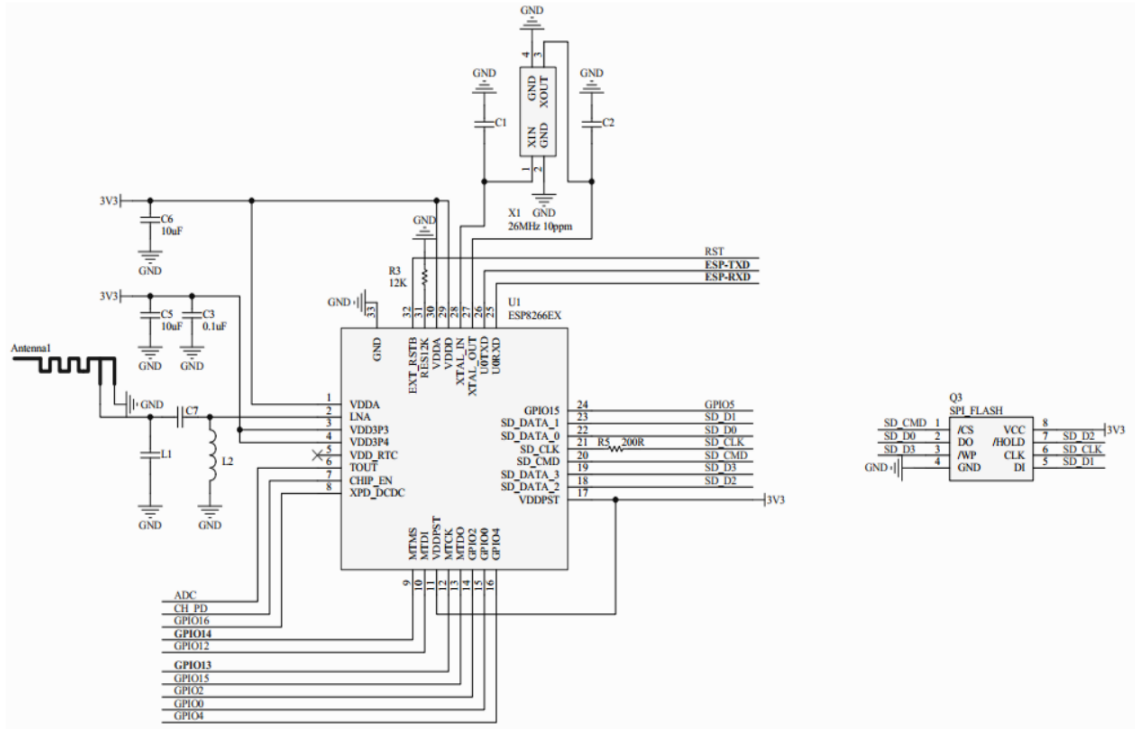 GND
4
3
GND
XOUT
XIN
GND
1
2
GND
C1
GND
C2
GND
X1
26MHz 10ppm
3V3
C6
10uF
GND
GND
R3
12K
RST
ESP-TXD
ESP-RXD
3V3
C5
10uF
C3
0.1uF
GND
GND
GND
33
32
31
30
29
28
27
26
25
U1
ESP8266EX
GND
EXT_RSTB
RES12K
VDDA
VDDD
XTAL_IN
XTAL_OUT
U0TXD
U0RXD
Antenna1
GND
C7
L1
GND
L2
GND
1 VDDA
2 LNA
3 VDD3P3
4 VDD3P4
5 VDD_RTC
6 TOUT
7 CHIP_EN
8 XPD_DCDC
GPIO15 24 GPIO5
SD_DATA_1 23 SD_D1
SD_DATA_0 22 SD_D0
SD_CLK 21 R5 200R SD_CLK
SD_CMD 20 SD_CMD
SD_DATA_3 19 SD_D3
SD_DATA_2 18 SD_D2
VDDPST 17 3V3
MTMS
MTDI
VDDPST
MTCK
MTDO
GPIO2
GPIO0
GPIO4
9
10
11
12
13
14
15
16
ADC
CH_PD
GPIO16
GPIO14
GPIO12
GPIO13
GPIO15
GPIO2
GPIO0
GPIO4
Q3
SPI_FLASH
SD_CMD 1 /CS VCC 8 3V3
SD_D0 2 DO /HOLD 7 SD_D2
SD_D3 3 /WP CLK 6 SD_CLK
GND 4 GND DI 5 SD_D1